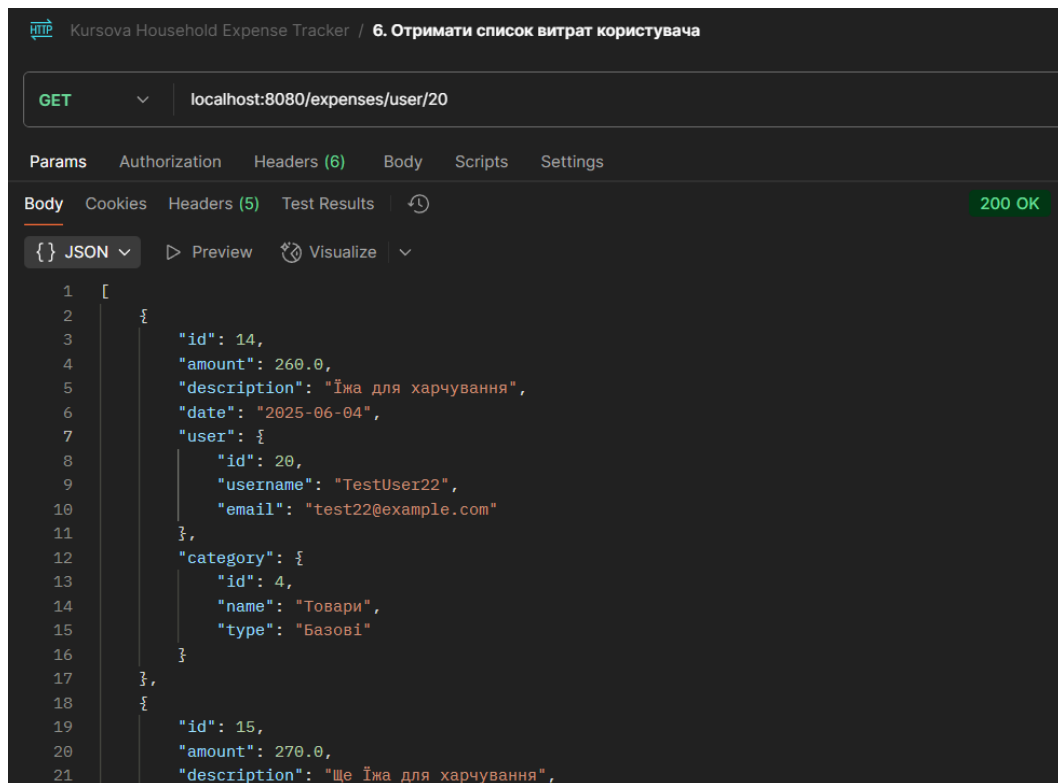 HTTP Kursova Household Expense Tracker / 6. Отримати список витрат користувача
GET localhost:8080/expenses/user/20
Params Authorization Headers (6) Body Scripts Settings
Body Cookies Headers (5) Test Results 200 OK
{} JSON Preview Visualize
1 [
2 {
3 "id": 14,
4 "amount": 260.0,
5 "description": "Їжа для харчування",
6 "date": "2025-06-04",
7 "user": {
8 "id": 20,
9 "username": "TestUser22",
10 "email": "test22@example.com"
11 },
12 "category": {
13 "id": 4,
14 "name": "Товари",
15 "type": "Базові"
16 }
17 },
18 {
19 "id": 15,
20 "amount": 270.0,
21 "description": "Ще Їжа для харчування",